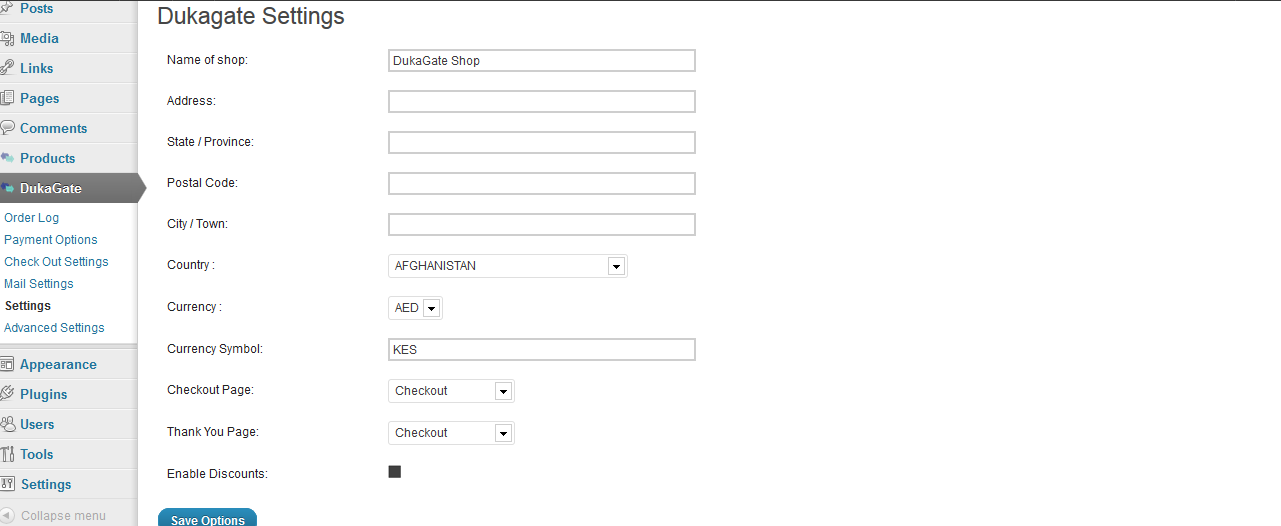 Posts
Media
Links
Pages
Comments
Products
DukaGate
Order Log
Payment Options
Check Out Settings
Mail Settings
Settings
Advanced Settings
Appearance
Plugins
Users
Tools
Settings
Collapse menu
Dukagate Settings
Name of shop: DukaGate Shop
Address:
State / Province:
Postal Code:
City / Town:
Country : AFGHANISTAN
Currency : AED
Currency Symbol: KES
Checkout Page: Checkout
Thank You Page: Checkout
Enable Discounts:
Save Options